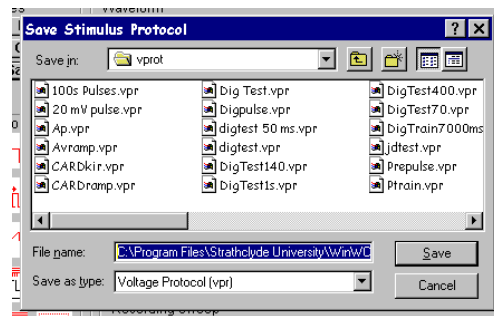 Waveform
Save Stimulus Protocol
Save in: vprot
100s Pulses.vpr Dig Test.vpr DigTest400.vpr
20 mV pulse.vpr Digpulse.vpr DigTest70.vpr
Ap.vpr digtest 50 ms.vpr DigTrain7000ms
Avramp.vpr digtest.vpr jdtest.vpr
CARDkir.vpr DigTest140.vpr Prepulse.vpr
CARDramp.vpr DigTest1s.vpr Ptrain.vpr
File name: C:\Program Files\Strathclyde University\WinWC Save
Save as type: Voltage Protocol (vpr) Cancel
Recording Sweep